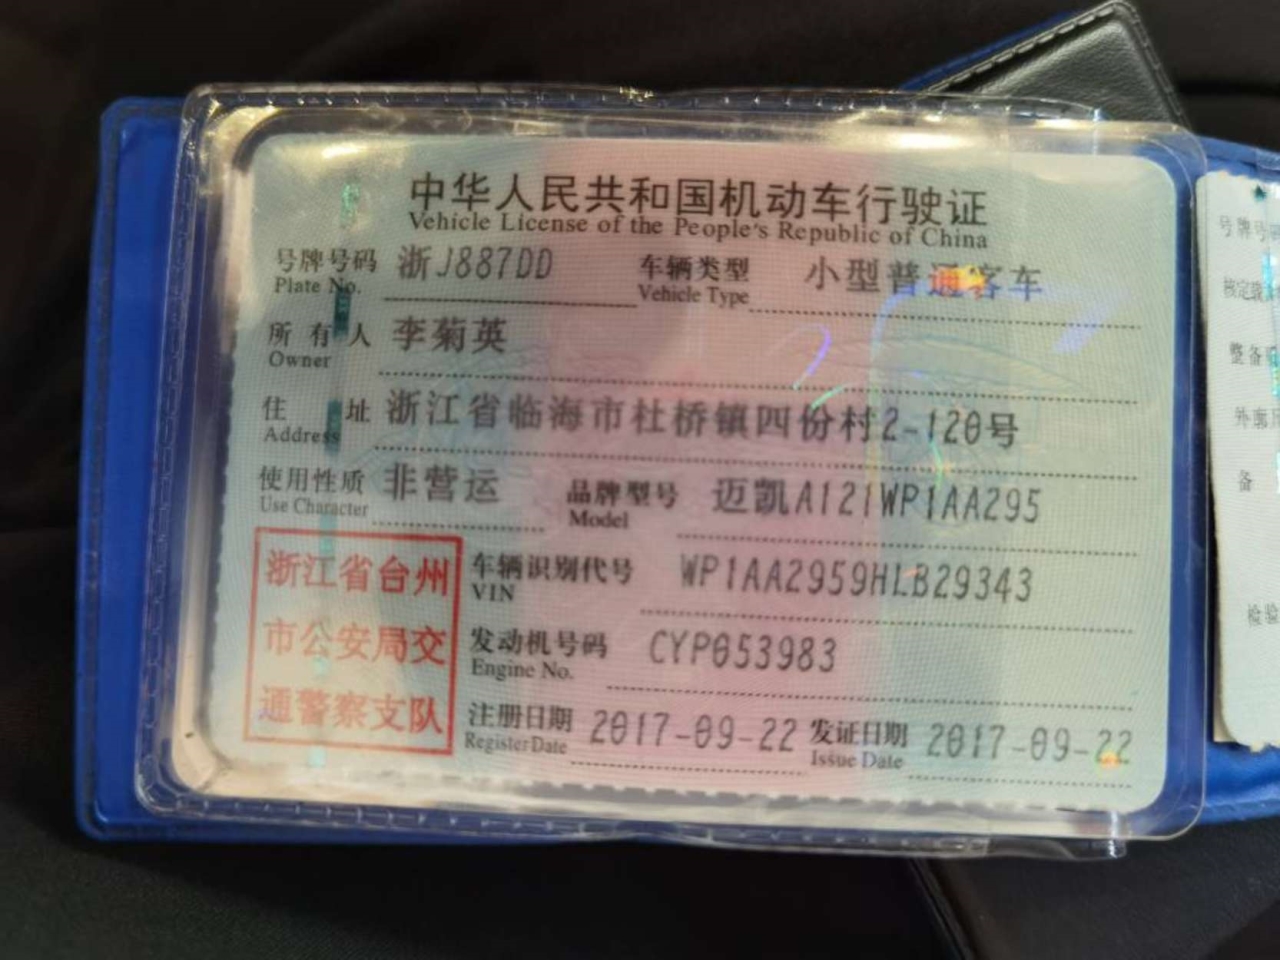 中华人民共和国机动车行驶证
Vehicle License of the People's Republic of China
号牌号码 浙J887DD 车辆类型 小型普通客车
Plate No. Vehicle Type
所有人 李菊英
Owner
住址 浙江省临海市杜桥镇四份村2-120号
Address
使用性质 非营运 品牌型号 迈凯A121WP1AA295
Use Character Model
浙江省台州
市公安局交
通警察支队
车辆识别代号 WP1AA2959HLB29343
VIN
发动机号码 CYP053983
Engine No.
注册日期 2017-09-22 发证日期 2017-09-22
Register Date Issue Date
号牌号
核定载
整备
外廓
备
检验